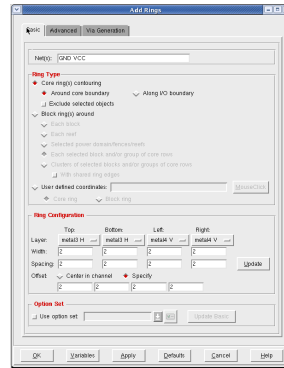 Add Rings
Basic Advanced Via Generation
Net(s): GND VCC
Ring Type
Core ring(s) contouring
Around core boundary Along I/O boundary
Exclude selected objects
Block ring(s) around
Each block
Each reef
Selected power domain/fences/reefs
Each selected block and/or group of core rows
Clusters of selected blocks and/or groups of core rows
With shared ring edges
User defined coordinates: MouseClick
Core ring Block ring
Ring Configuration
Top: Bottom: Left: Right:
Layer: metal3 H metal3 H metal4 V metal4 V
Width: 2 2 2 2
Spacing: 2 2 2 2 Update
Offset: Center in channel Specify
2 2 2 2
Option Set
Use option set: Update Basic
OK Variables Apply Defaults Cancel Help